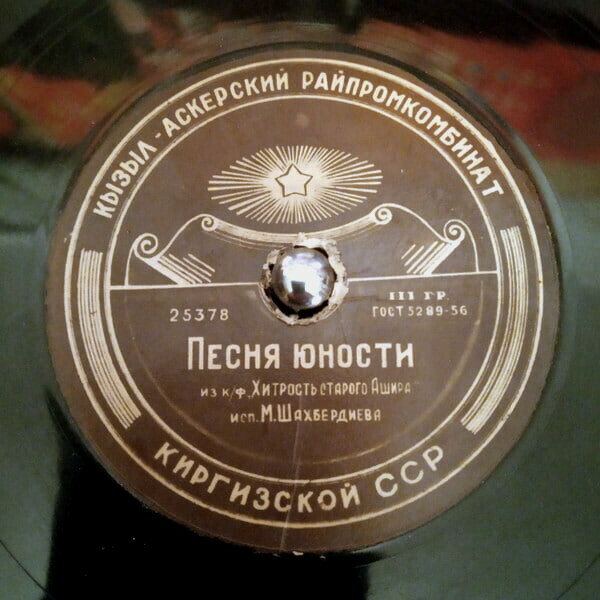 КЫЗЫЛ-АСКЕРСКИЙ РАЙПРОМКОМБИНАТ
25378
III ГР.
ГОСТ 5289-56
ПЕСНЯ ЮНОСТИ
ИЗ К/Ф „ХИТРОСТЬ СТАРОГО АШИРА"
ИСП. М. ШАХБЕРДИЕВА
КИРГИЗСКОЙ ССР